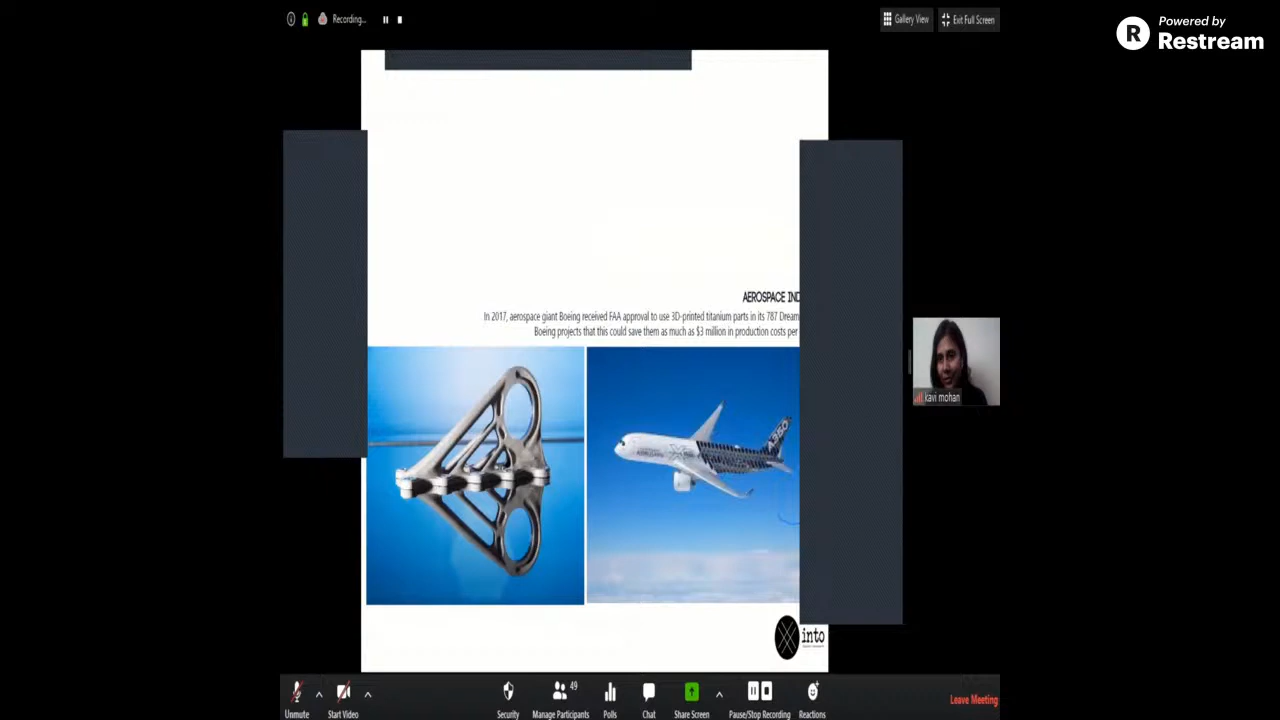 Recording...
Gallery View
Exit Full Screen
Powered by
Restream
AEROSPACE IND
In 2017, aerospace giant Boeing received FAA approval to use 3D-printed titanium parts in its 787 Dream
Boeing projects that this could save them as much as $3 million in production costs per
A350
kavi mohan
into
Unmute
Start Video
Security
49
Manage Participants
Polls
Chat
Share Screen
Pause/Stop Recording
Reactions
Leave Meeting